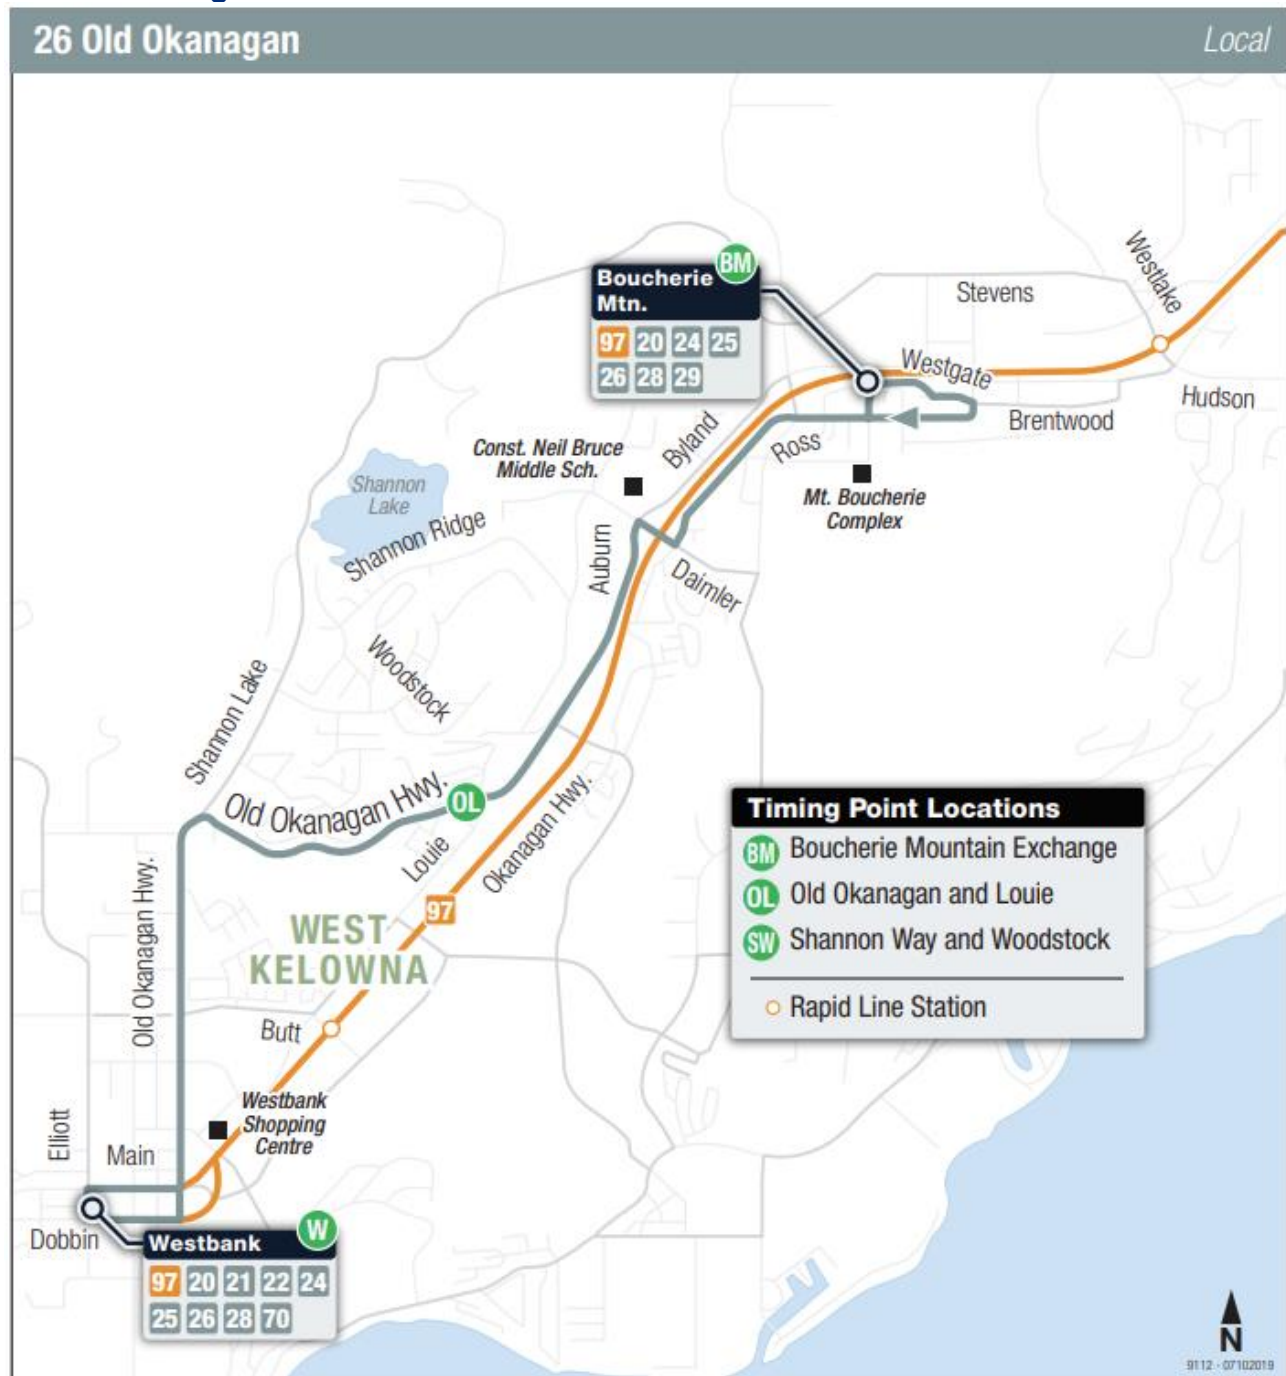 26 Old Okanagan
Local
BM
Boucherie
Mtn.
97 20 24 25
26 28 29
Stevens
Westlake
Westgate
Hudson
Brentwood
Byland
Ross
Const. Neil Bruce
Middle Sch.
Mt. Boucherie
Complex
Shannon
Lake
Shannon Ridge
Auburn
Daimler
Woodstock
Shannon Lake
Old Okanagan Hwy.
OL
Louie
Okanagan Hwy.
97
Old Okanagan Hwy.
WEST
KELOWNA
Timing Point Locations
BM Boucherie Mountain Exchange
OL Old Okanagan and Louie
SW Shannon Way and Woodstock
Rapid Line Station
Butt
Westbank
Shopping
Centre
Elliott
Main
Dobbin
Westbank
W
97 20 21 22 24
25 26 28 70
N
9112 - 07102019